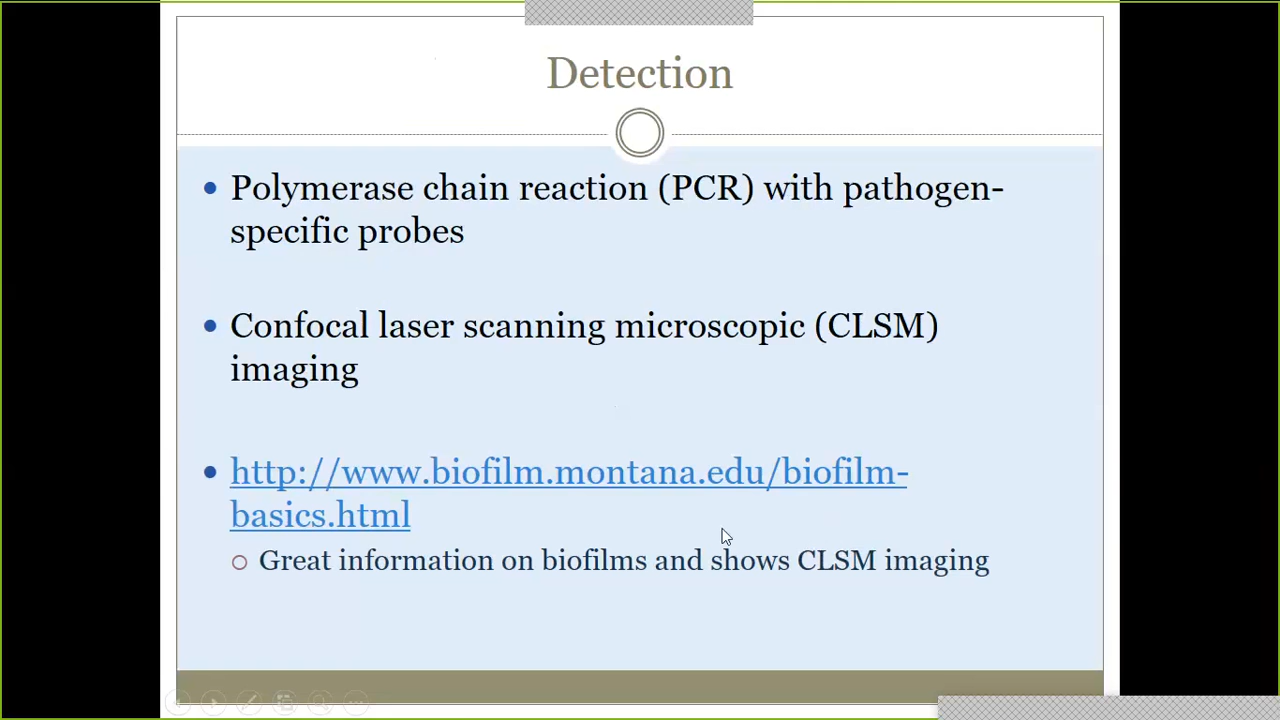 Detection
Polymerase chain reaction (PCR) with pathogen-
specific probes
Confocal laser scanning microscopic (CLSM)
imaging
http://www.biofilm.montana.edu/biofilm-
basics.html
Great information on biofilms and shows CLSM imaging